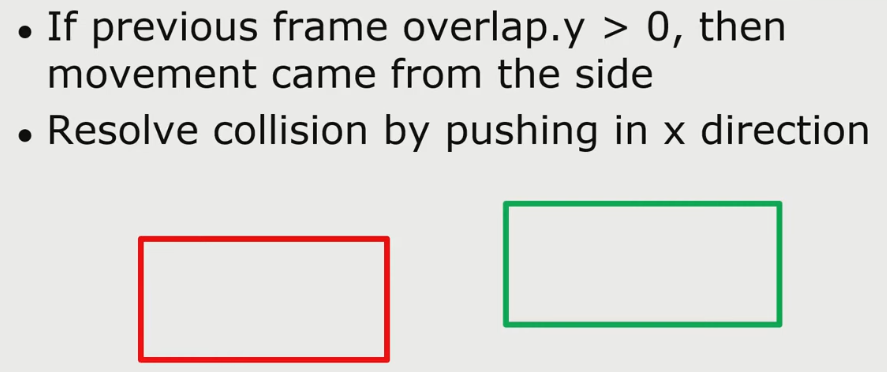 • If previous frame overlap.y > 0, then
movement came from the side
• Resolve collision by pushing in x direction